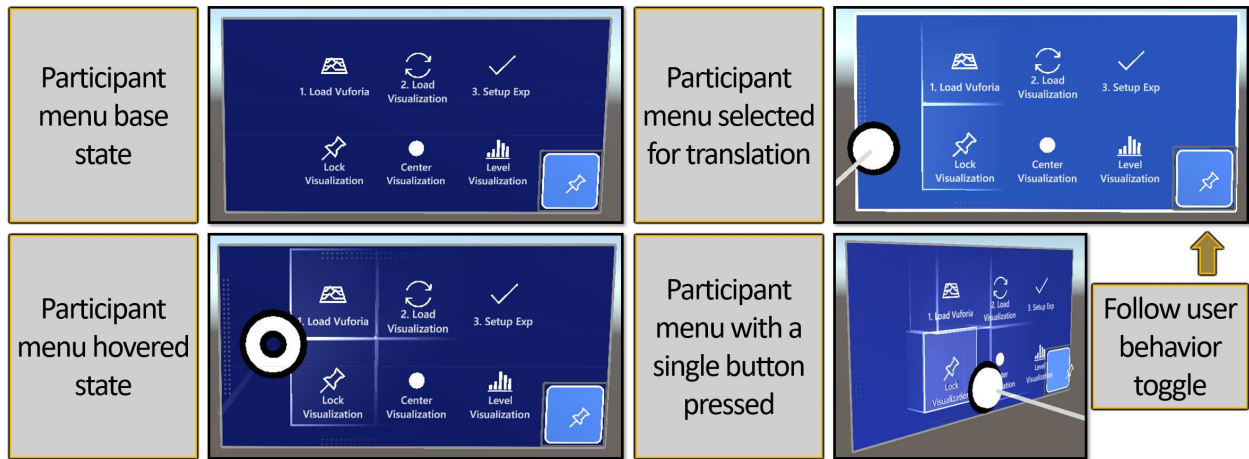 Participant
menu base
state
1. Load Vuforia
2. Load
Visualization
3. Setup Exp
Lock
Visualization
Center
Visualization
Level
Visualization
Participant
menu selected
for translation
1. Load Vuforia
2. Load
Visualization
3. Setup Exp
Lock
Visualization
Center
Visualization
Level
Visualization
Participant
menu hovered
state
1. Load Vuforia
2. Load
Visualization
3. Setup Exp
Lock
Visualization
Center
Visualization
Level
Visualization
Participant
menu with a
single button
pressed
1. Load Vuforia
2. Load
Visualization
3. Setup Exp
Lock
Visualization
Level
Follow user
behavior
toggle